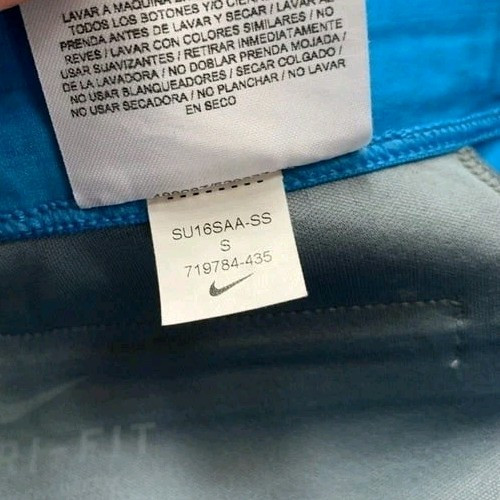 LAVAR A MAQUINA
TODOS LOS BOTONES Y/O
PRENDA ANTES DE LAVAR Y SECAR / LAVAR AL
REVES / LAVAR CON COLORES SIMILARES / NO
USAR SUAVIZANTES / RETIRAR INMEDIATAMENTE
DE LA LAVADORA / NO DOBLAR PRENDA MOJADA /
NO USAR BLANQUEADORES / SECAR COLGADO /
NO USAR SECADORA / NO PLANCHAR / NO LAVAR
EN SECO
SU16SAA-SS
S
719784-435
RI-FIT